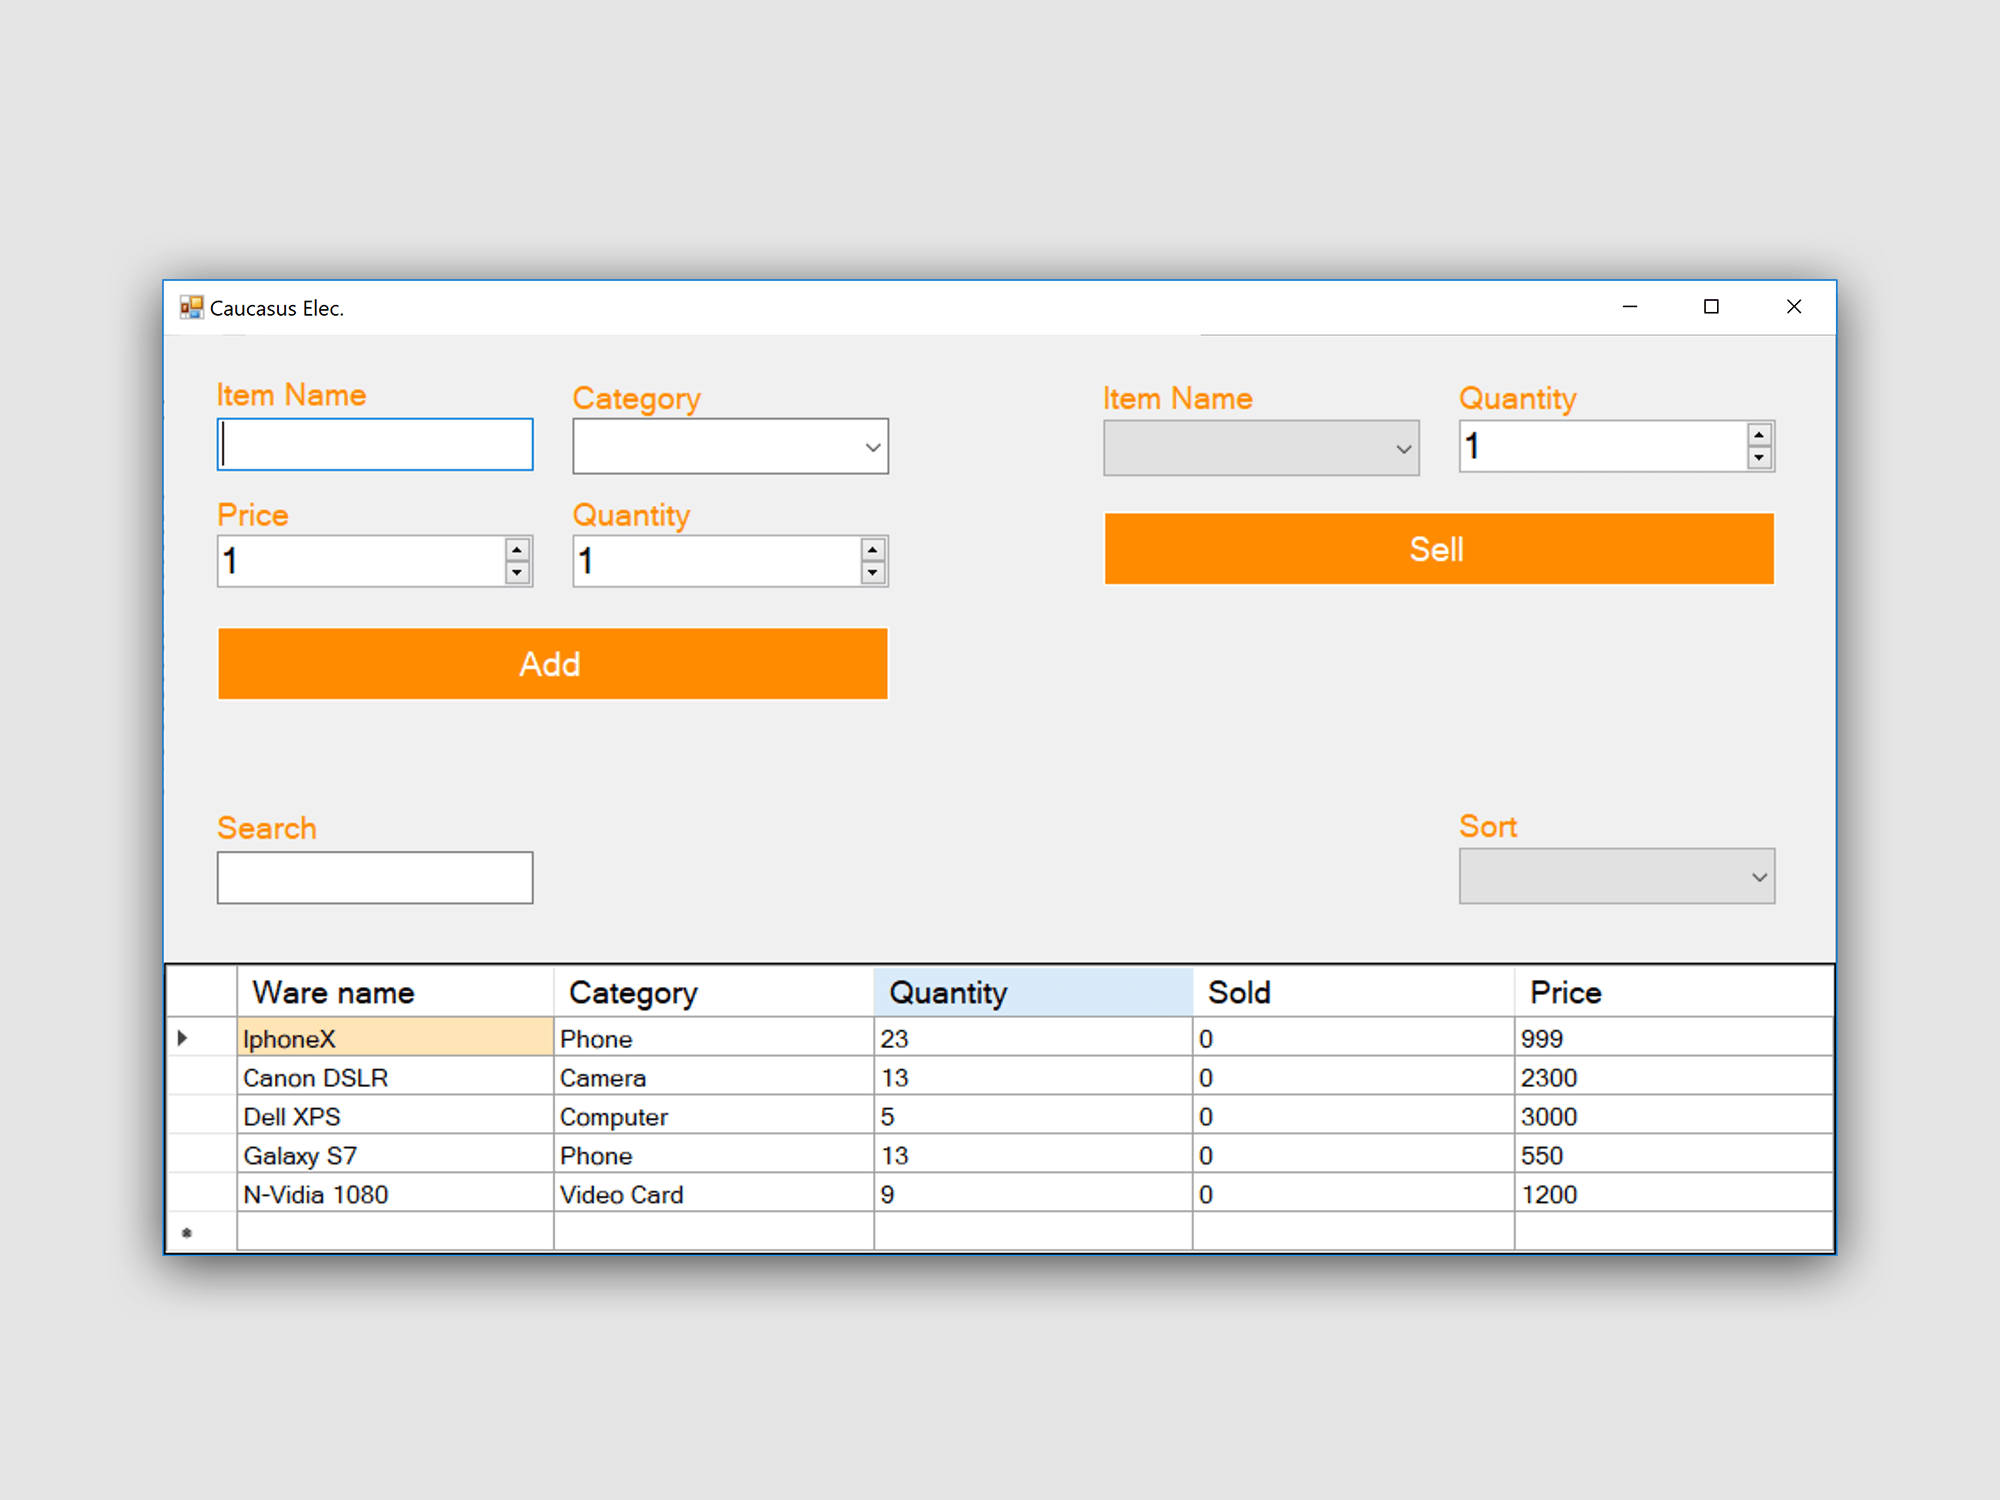 Caucasus Elec.
Item Name Category Item Name Quantity
1
Price Quantity
1 1
Sell
Add
Search Sort
Ware name Category Quantity Sold Price
IphoneX Phone 23 0 999
Canon DSLR Camera 13 0 2300
Dell XPS Computer 5 0 3000
Galaxy S7 Phone 13 0 550
N-Vidia 1080 Video Card 9 0 1200